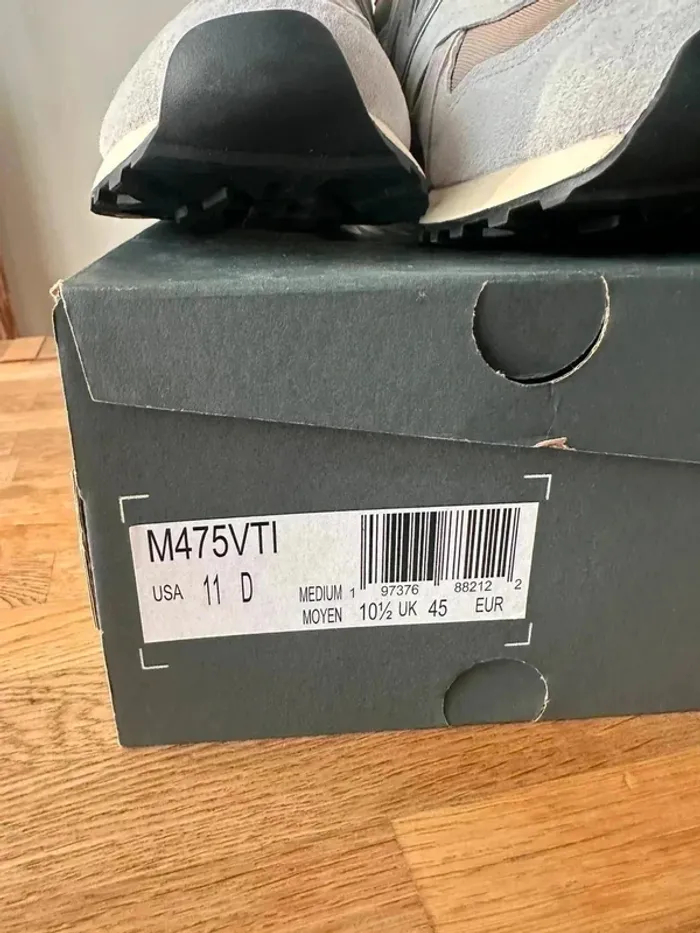 M475VTI
USA 11 D
MEDIUM 1 97376 88212 2
MOYEN 10½ UK 45 EUR